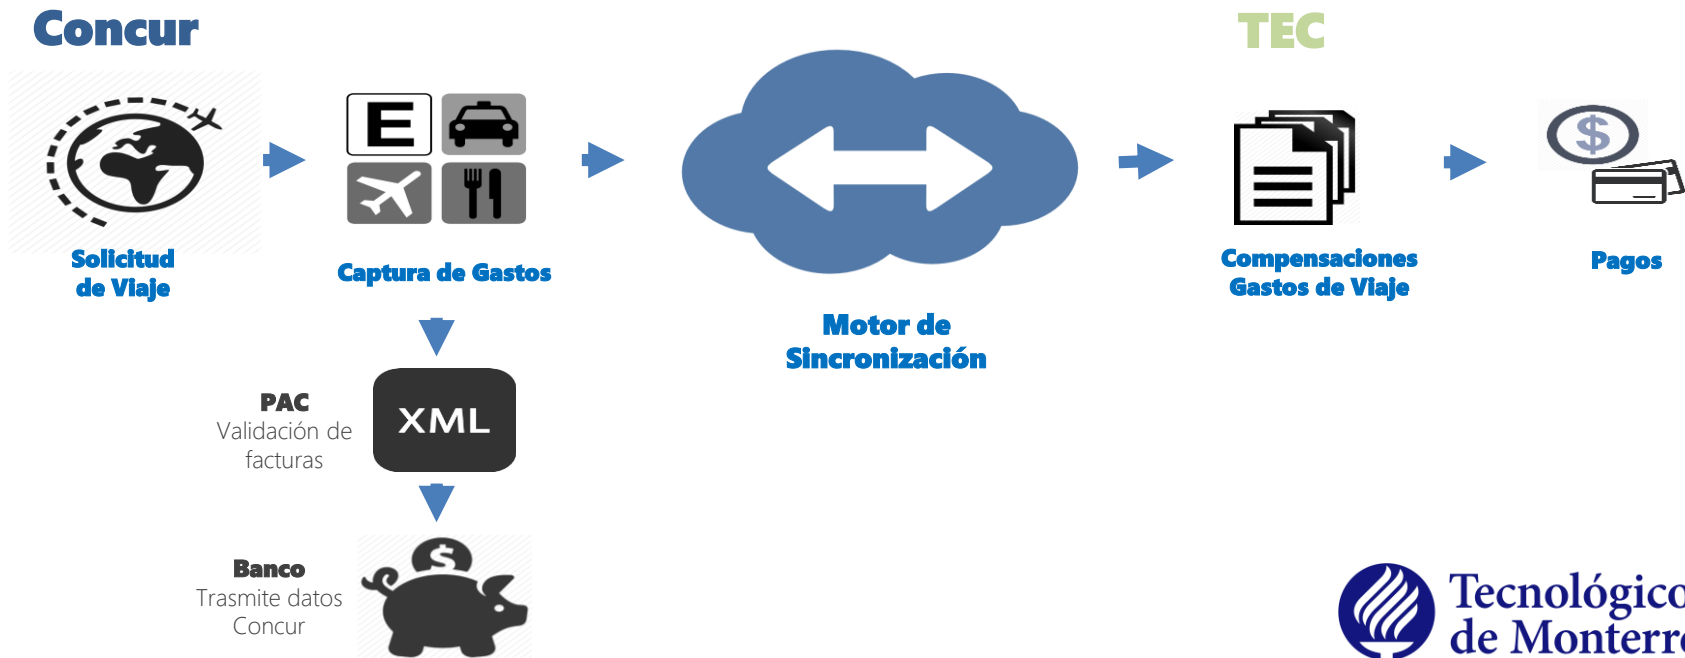 Concur
TEC
E
Solicitud
de Viaje
Captura de Gastos
Motor de
Sincronización
Compensaciones
Gastos de Viaje
$
Pagos
PAC
Validación de
facturas
XML
Banco
Trasmite datos
Concur
$
Tecnológico
de Monterre